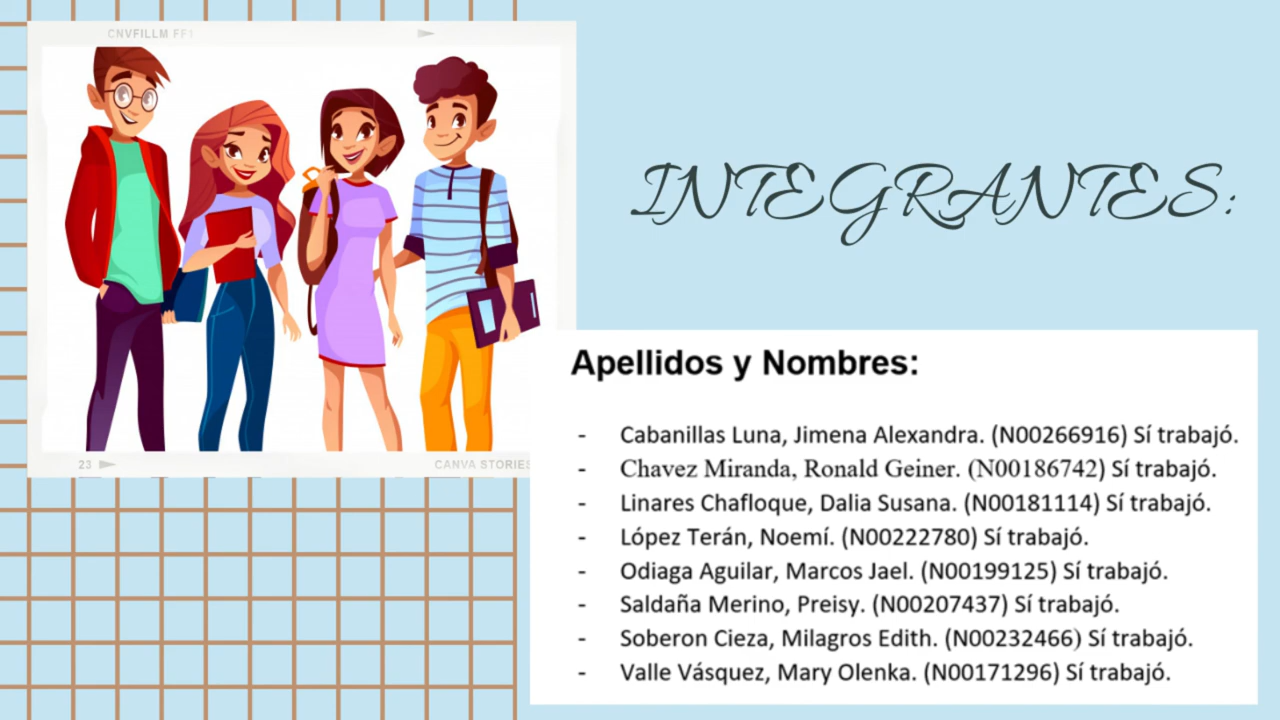 CNVFILLM FF1
INTEGRANTES:
Apellidos y Nombres:
- Cabanillas Luna, Jimena Alexandra. (N00266916) Sí trabajó.
- Chavez Miranda, Ronald Geiner. (N00186742) Sí trabajó.
- Linares Chafloque, Dalia Susana. (N00181114) Sí trabajó.
- López Terán, Noemí. (N00222780) Sí trabajó.
- Odiaga Aguilar, Marcos Jael. (N00199125) Sí trabajó.
- Saldaña Merino, Preisy. (N00207437) Sí trabajó.
- Soberon Cieza, Milagros Edith. (N00232466) Sí trabajó.
- Valle Vásquez, Mary Olenka. (N00171296) Sí trabajó.
23
CANVA STORIES